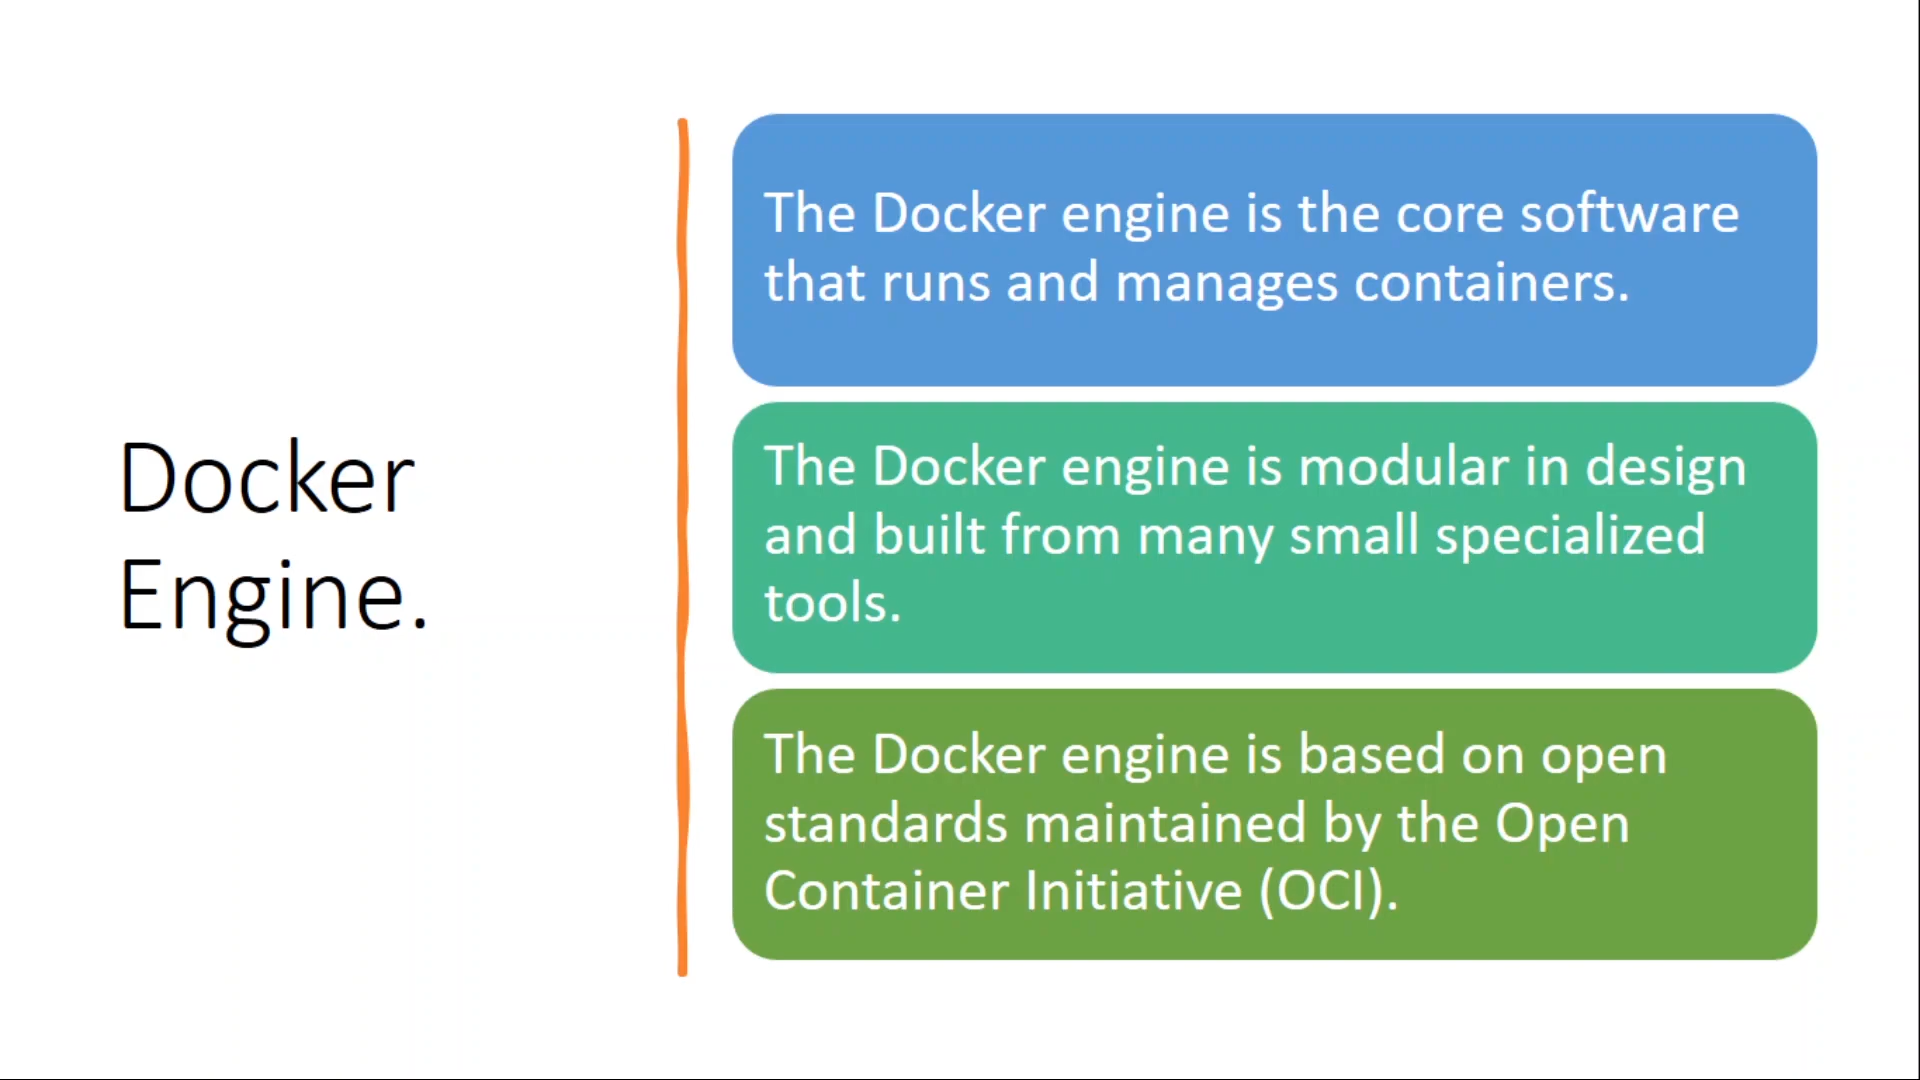 Docker
Engine.
The Docker engine is the core software
that runs and manages containers.
The Docker engine is modular in design
and built from many small specialized
tools.
The Docker engine is based on open
standards maintained by the Open
Container Initiative (OCI).